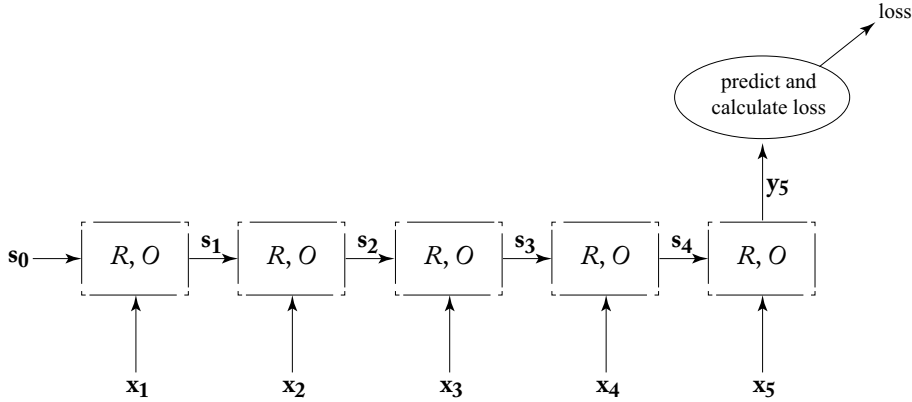 loss
predict and
calculate loss
y5
s0
R, O
s1
R, O
s2
R, O
s3
R, O
s4
R, O
x1
x2
x3
x4
x5